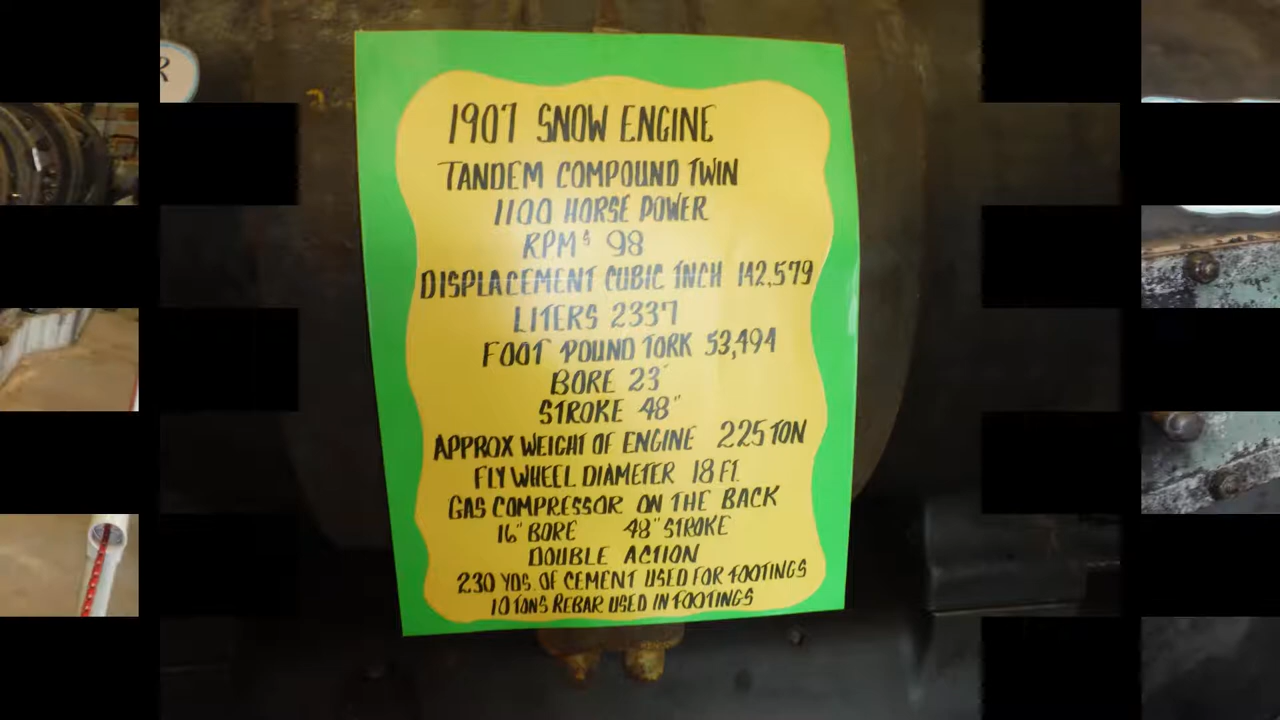 R
1907 SNOW ENGINE
TANDEM COMPOUND TWIN
1100 HORSE POWER
RPMs 98
DISPLACEMENT CUBIC INCH 142,579
LITERS 2337
FOOT POUND TORK 53,494
BORE 23"
STROKE 48"
APPROX WEIGHT OF ENGINE 225 TON
FLY WHEEL DIAMETER 18 FT.
GAS COMPRESSOR ON THE BACK
16" BORE 48" STROKE
DOUBLE ACTION
230 YDS. OF CEMENT USED FOR FOOTINGS
10 TONS REBAR USED IN FOOTINGS